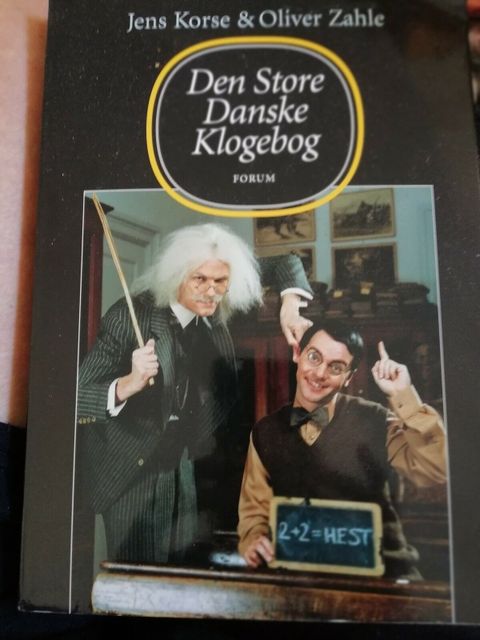 Jens Korse & Oliver Zahle
Den Store
Danske
Klogebog
FORUM
2+2=HEST